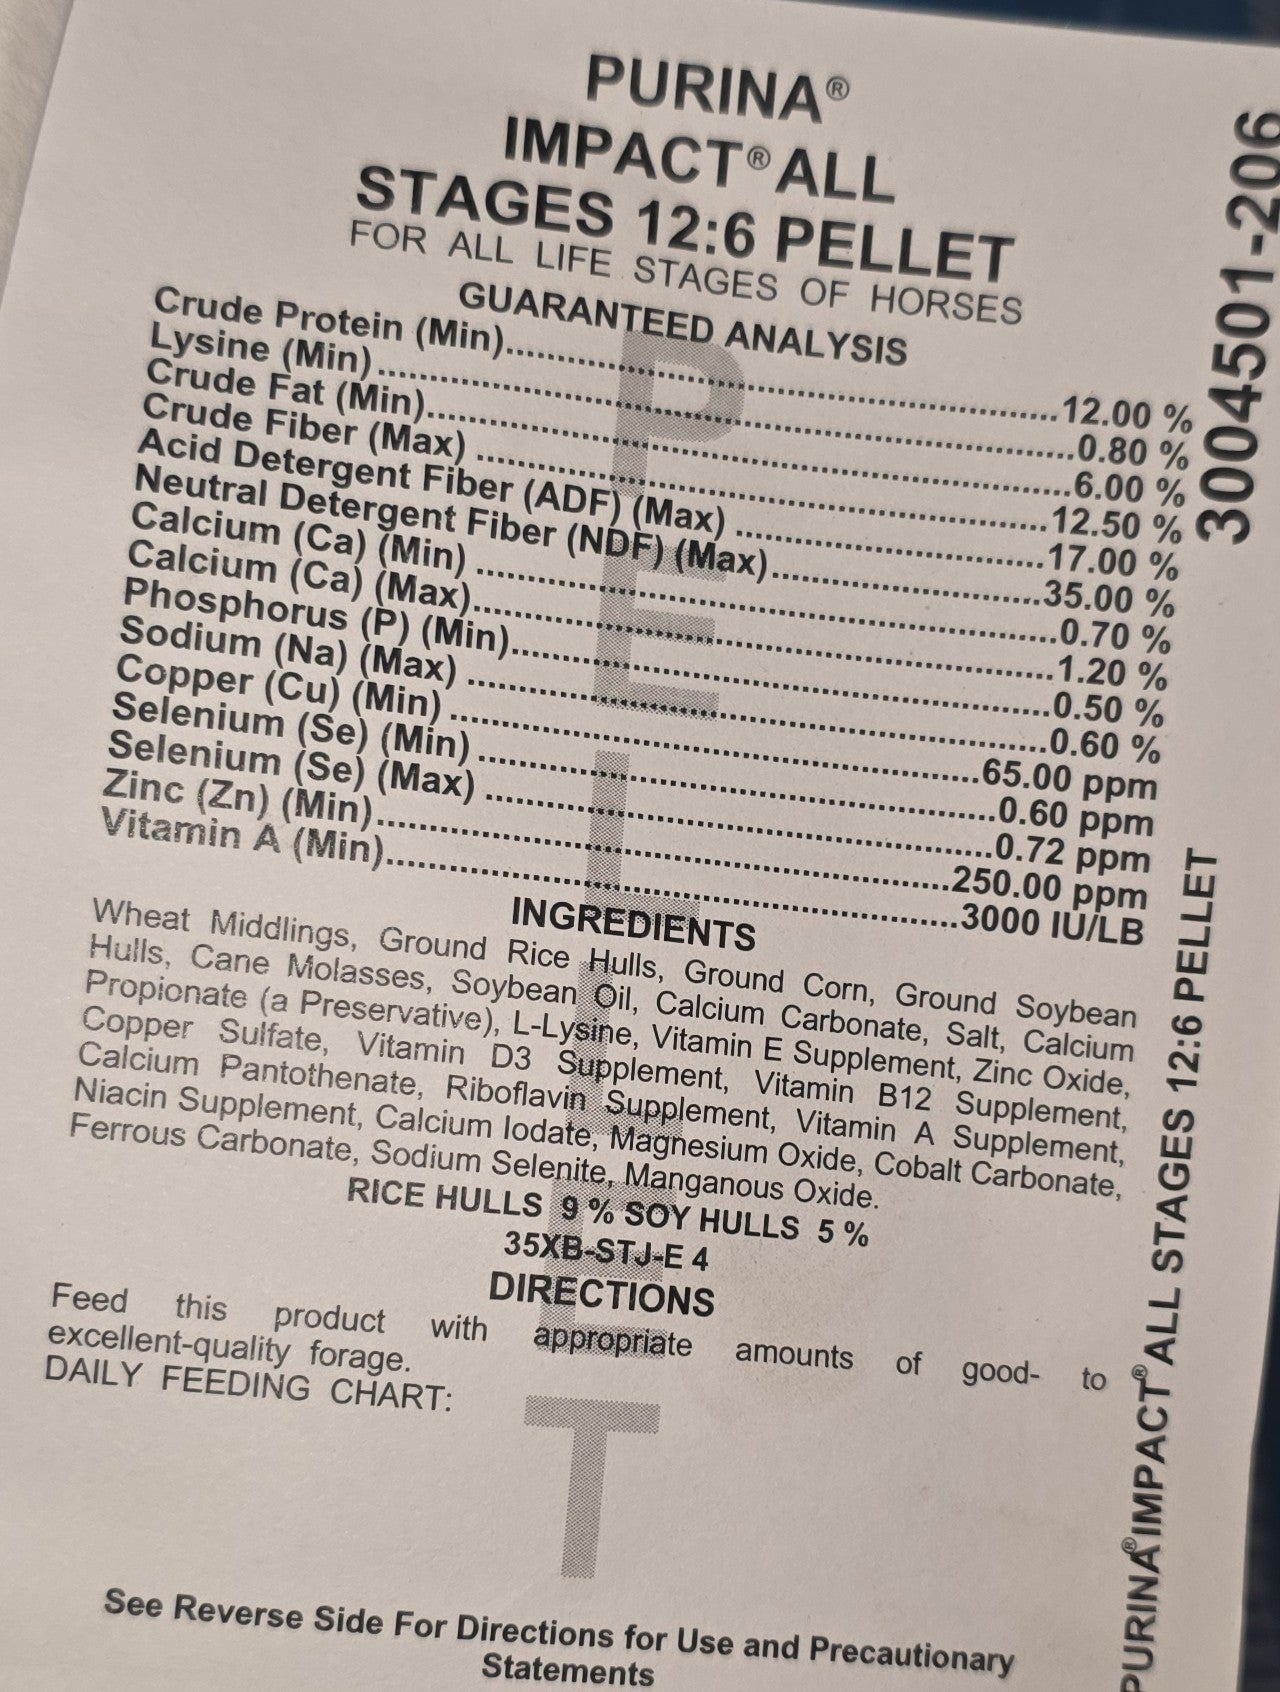 PURINA®
IMPACT® ALL
STAGES 12:6 PELLET
FOR ALL LIFE STAGES OF HORSES
GUARANTEED ANALYSIS
Crude Protein (Min)....................12.00 %
Lysine (Min)....................0.80 %
Crude Fat (Min)....................6.00 %
Crude Fiber (Max)....................12.50 %
Acid Detergent Fiber (ADF) (Max)....................17.00 %
Neutral Detergent Fiber (NDF) (Max)....................35.00 %
Calcium (Ca) (Min)....................0.70 %
Calcium (Ca) (Max)....................1.20 %
Phosphorus (P) (Min)....................0.50 %
Sodium (Na) (Max)....................0.60 %
Copper (Cu) (Min)....................65.00 ppm
Selenium (Se) (Min)....................0.60 ppm
Selenium (Se) (Max)....................0.72 ppm
Zinc (Zn) (Min)....................250.00 ppm
Vitamin A (Min)....................3000 IU/LB
INGREDIENTS
Wheat Middlings, Ground Rice Hulls, Ground Corn, Ground Soybean
Hulls, Cane Molasses, Soybean Oil, Calcium Carbonate, Salt, Calcium
Propionate (a Preservative), L-Lysine, Vitamin E Supplement, Zinc Oxide,
Copper Sulfate, Vitamin D3 Supplement, Vitamin B12 Supplement,
Calcium Pantothenate, Riboflavin Supplement, Vitamin A Supplement,
Niacin Supplement, Calcium Iodate, Magnesium Oxide, Cobalt Carbonate,
Ferrous Carbonate, Sodium Selenite, Manganous Oxide.
RICE HULLS 9 % SOY HULLS 5 %
35XB-STJ-E 4
DIRECTIONS
Feed this product with appropriate amounts of good- to
excellent-quality forage.
DAILY FEEDING CHART:
See Reverse Side For Directions for Use and Precautionary
Statements
PELLET
3004501-206
PURINA® IMPACT® ALL STAGES 12:6 PELLET